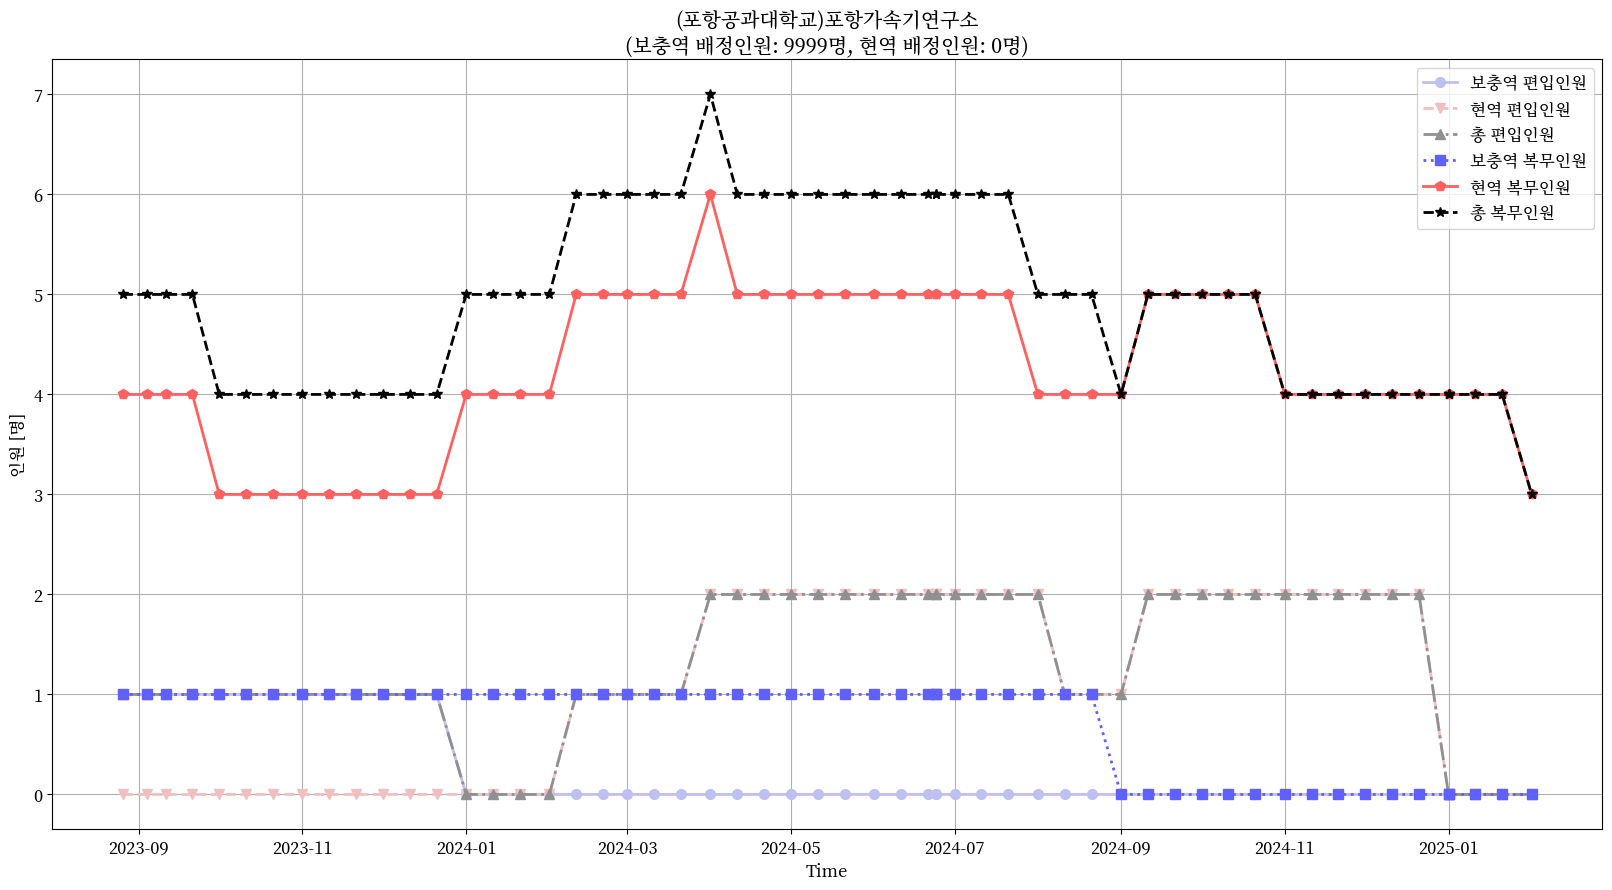 (포항공과대학교)포항가속기연구소
(보충역 배정인원: 9999명, 현역 배정인원: 0명)
보충역 편입인원
현역 편입인원
총 편입인원
보충역 복무인원
현역 복무인원
총 복무인원
인원 [명]
7
6
5
4
3
2
1
0
2023-09
2023-11
2024-01
2024-03
2024-05
2024-07
2024-09
2024-11
2025-01
Time